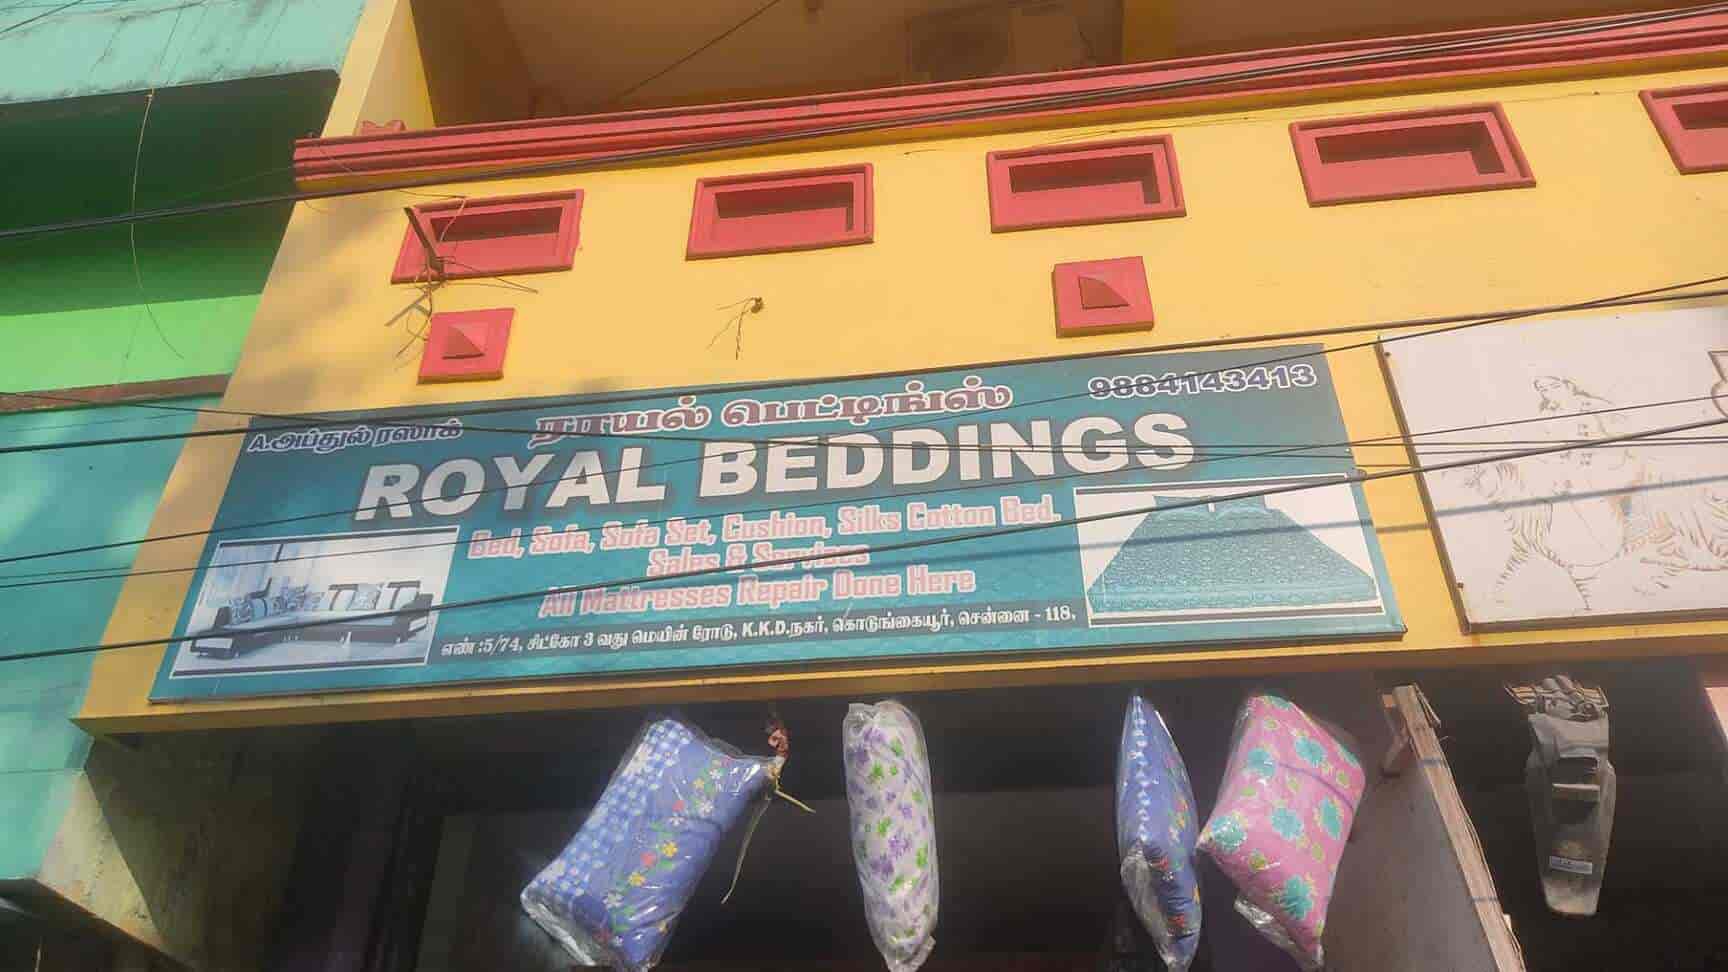 A.அப்துல் ரஸாக்
ராயல் பெட்டிங்ஸ்
9884143413
ROYAL BEDDINGS
Bed, Sofa, Sofa Set, Cushion, Silks Cotton Bed.
Sales & Services
All Mattresses Repair Done Here
எண் :5/74, சிட்கோ 3 வது மெயின் ரோடு, K.K.D.நகர், கொடுங்கையூர், சென்னை - 118.